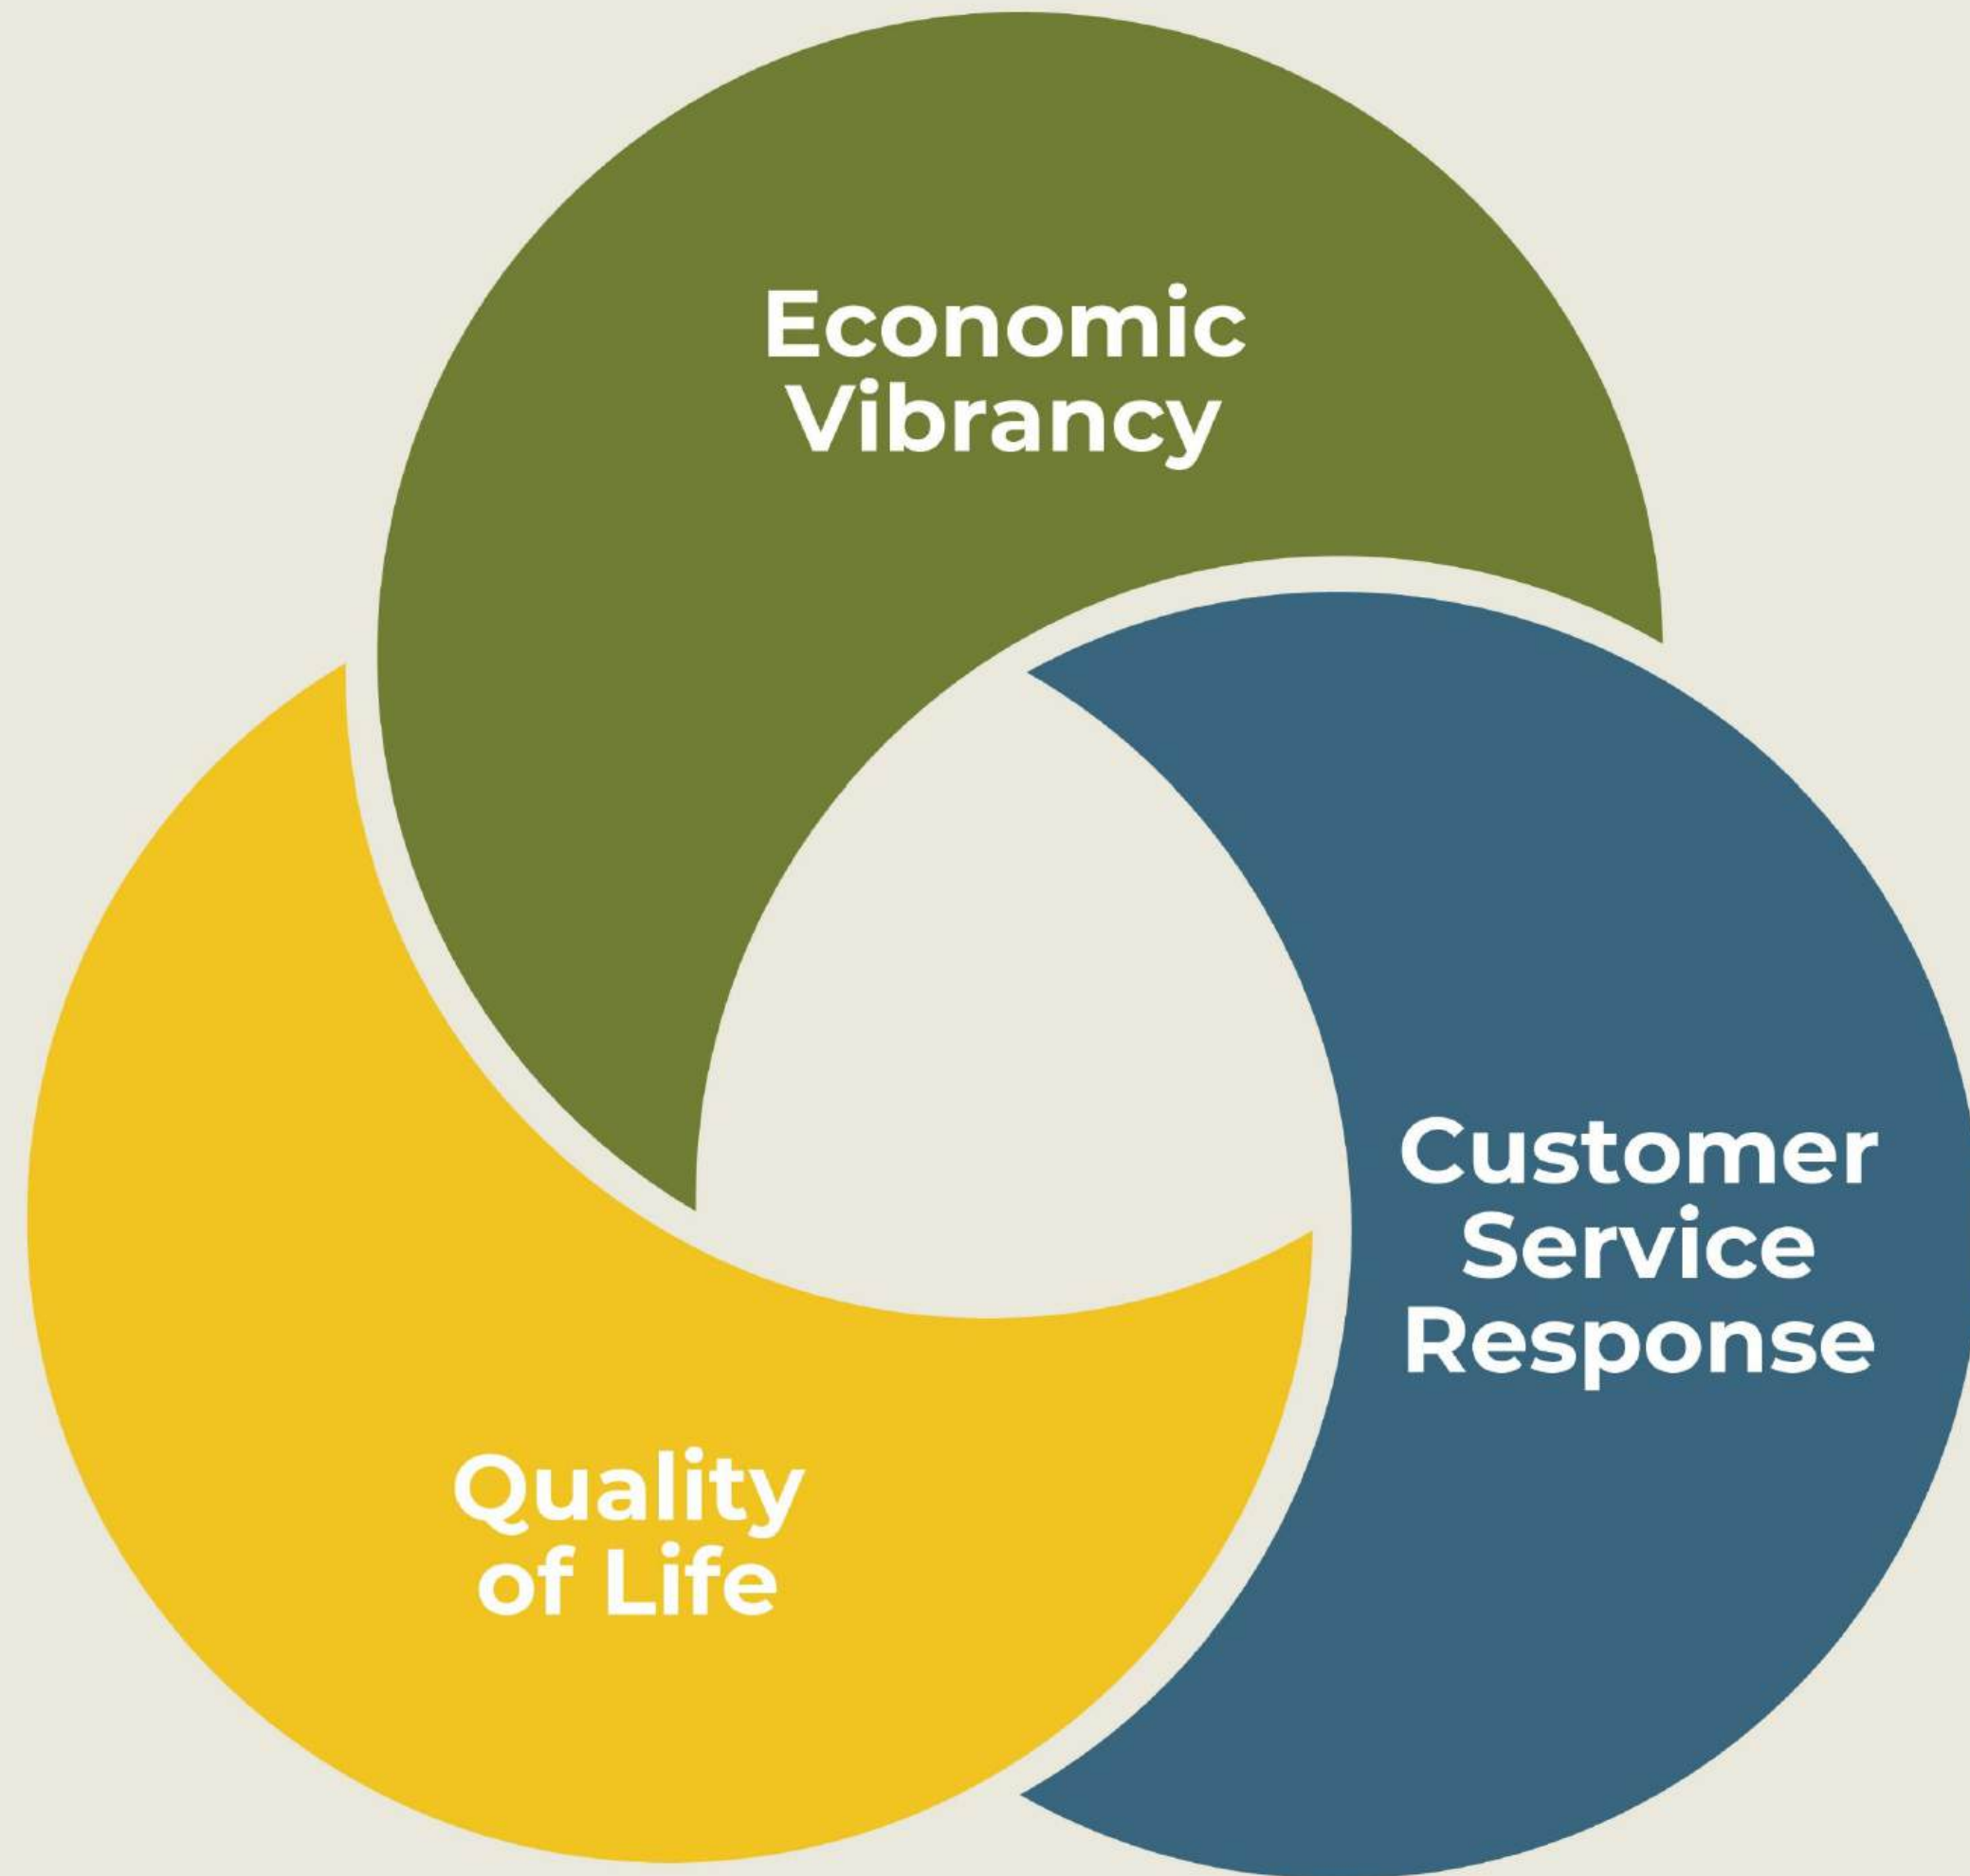 Economic
Vibrancy
Customer
Service
Response
Quality
of Life